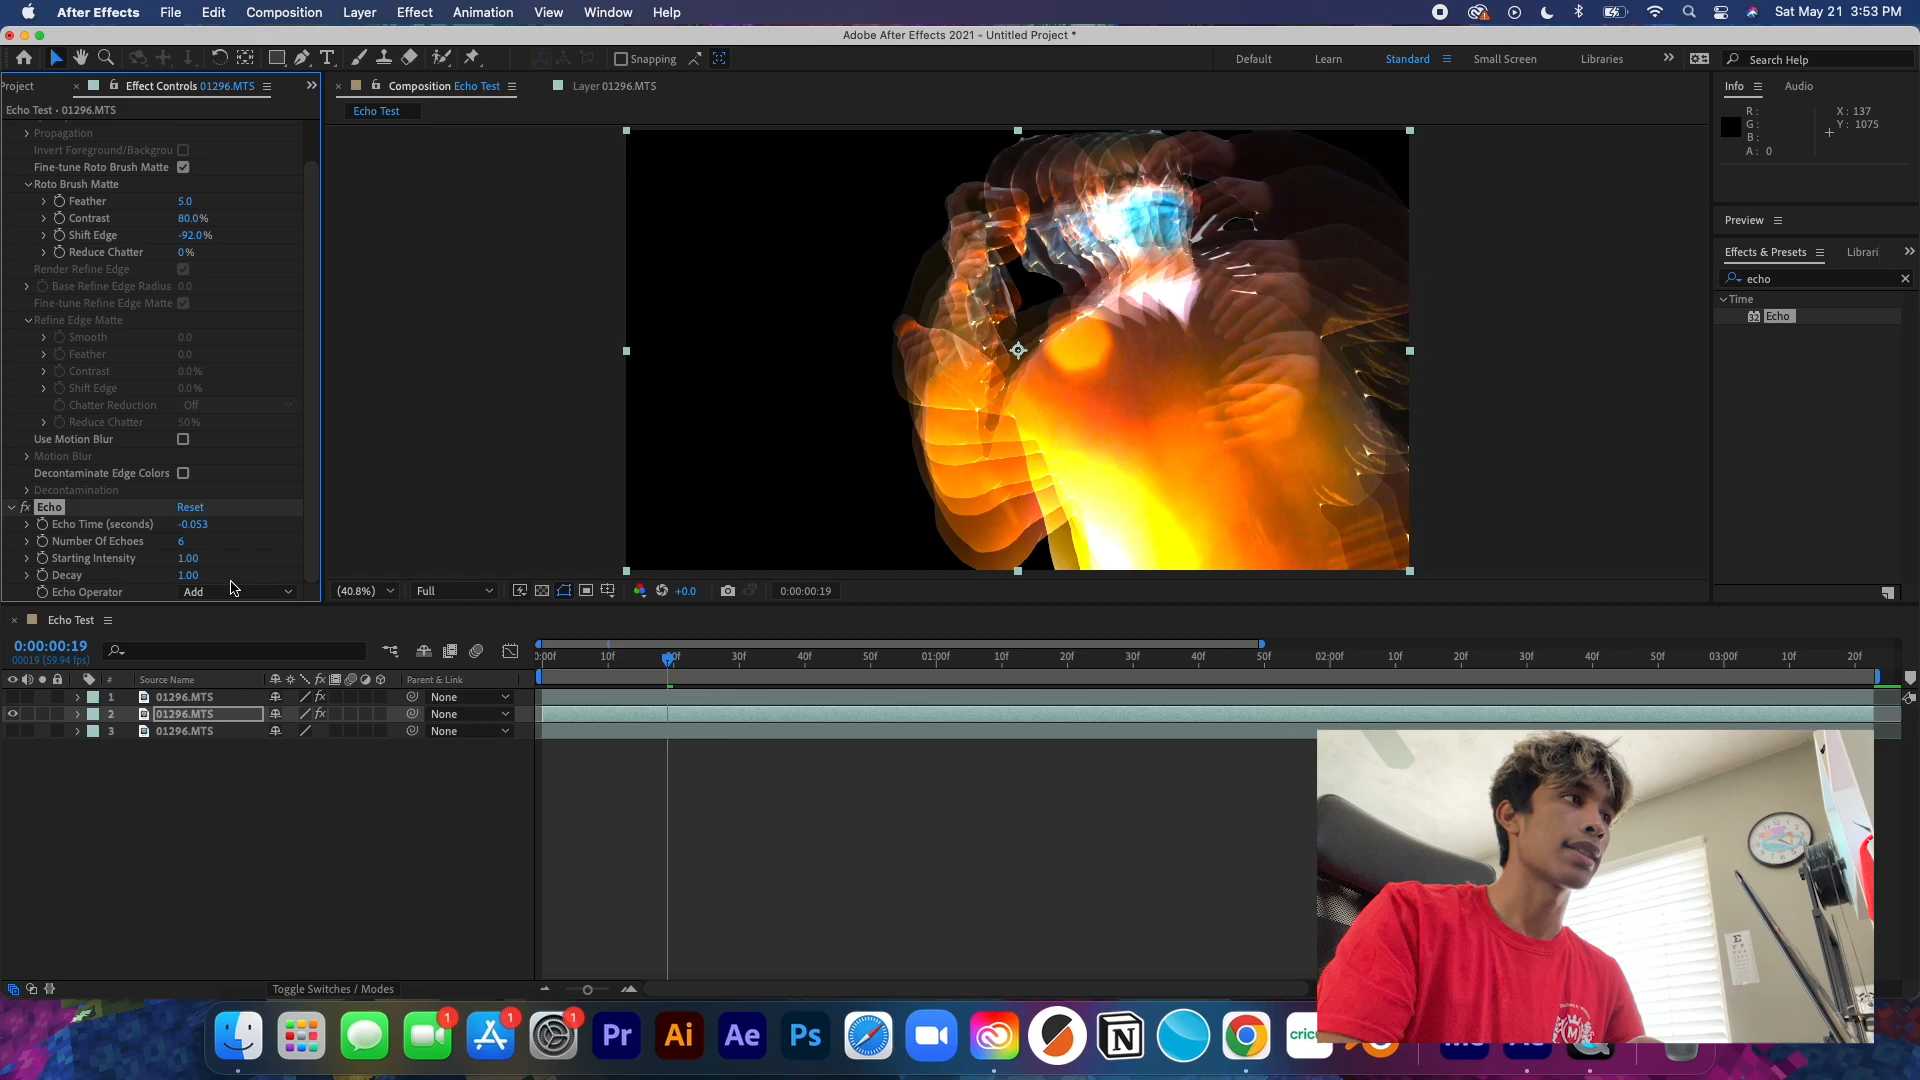 After Effects File Edit Composition Layer Effect Animation View Window Help Sat May 21 3:53 PM
Adobe After Effects 2021 - Untitled Project *
Snapping Default Learn Standard Small Screen Libraries Search Help
Project Effect Controls 01296.MTS Composition Echo Test Layer 01296.MTS Info Audio
Echo Test • 01296.MTS Echo Test
R: X: 137
G: Y: 1075
B:
A: 0
Propagation
Invert Foreground/Backgrou
Fine-tune Roto Brush Matte
Roto Brush Matte
Feather 5.0
Contrast 80.0%
Shift Edge -92.0%
Reduce Chatter 0%
Render Refine Edge
Base Refine Edge Radius 0.0
Fine-tune Refine Edge Matte
Refine Edge Matte
Smooth 0.0
Feather 0.0
Contrast 0.0%
Shift Edge 0.0%
Chatter Reduction Off
Reduce Chatter 50%
Use Motion Blur
Motion Blur
Decontaminate Edge Colors
Decontamination
fx Echo Reset
Echo Time (seconds) -0.053
Number Of Echoes 6
Starting Intensity 1.00
Decay 1.00
Echo Operator Add
Preview
Effects & Presets Librari
echo
Time
32 Echo
(40.8%) Full +0.0 0:00:00:19
Echo Test
0:00:00:19
00019 (59.94 fps)
0:00f 10f 20f 30f 40f 50f 01:00f 10f 20f 30f 40f 50f 02:00f 10f 20f 30f 40f 50f 03:00f 10f 20f
# Source Name fx Parent & Link
1 01296.MTS fx None
2 01296.MTS fx None
3 01296.MTS None
Toggle Switches / Modes
1 1 1
Pr Ai Ae Ps N cric